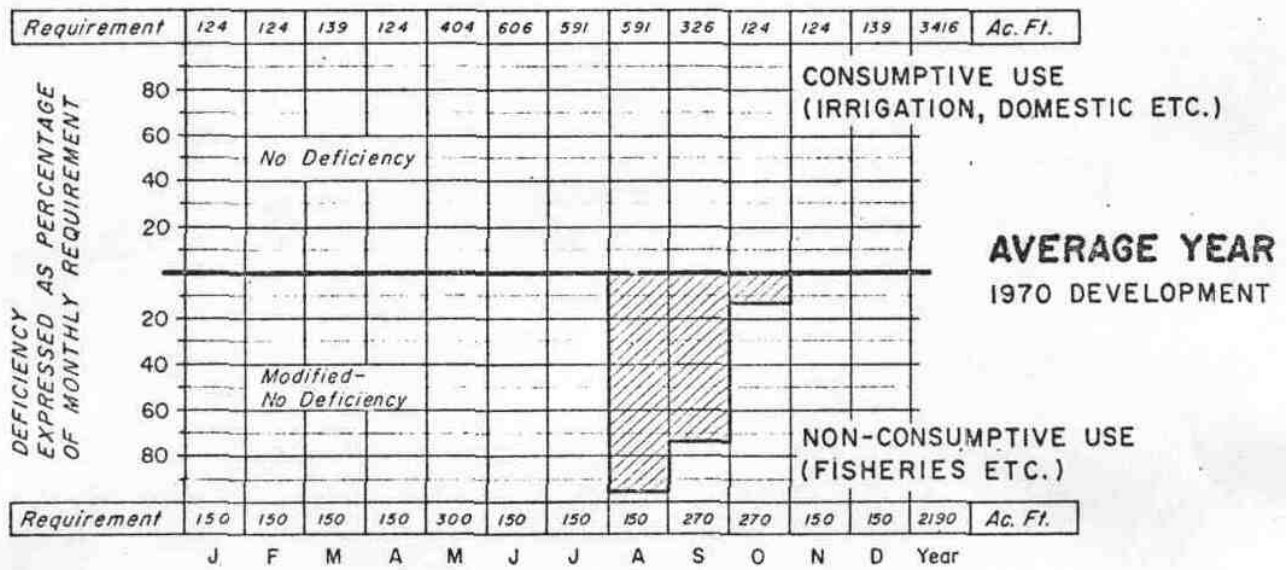 Requirement 124 124 139 124 404 606 591 591 326 124 124 139 3416 Ac. Ft.
CONSUMPTIVE USE
(IRRIGATION, DOMESTIC ETC.)
80
60
No Deficiency
40
20
DEFICIENCY
EXPRESSED AS PERCENTAGE
OF MONTHLY REQUIREMENT
AVERAGE YEAR
1970 DEVELOPMENT
20
40
Modified-
No Deficiency
60
80
NON-CONSUMPTIVE USE
(FISHERIES ETC.)
Requirement 150 150 150 150 300 150 150 150 270 270 150 150 2190 Ac. Ft.
J F M A M J J A S O N D Year